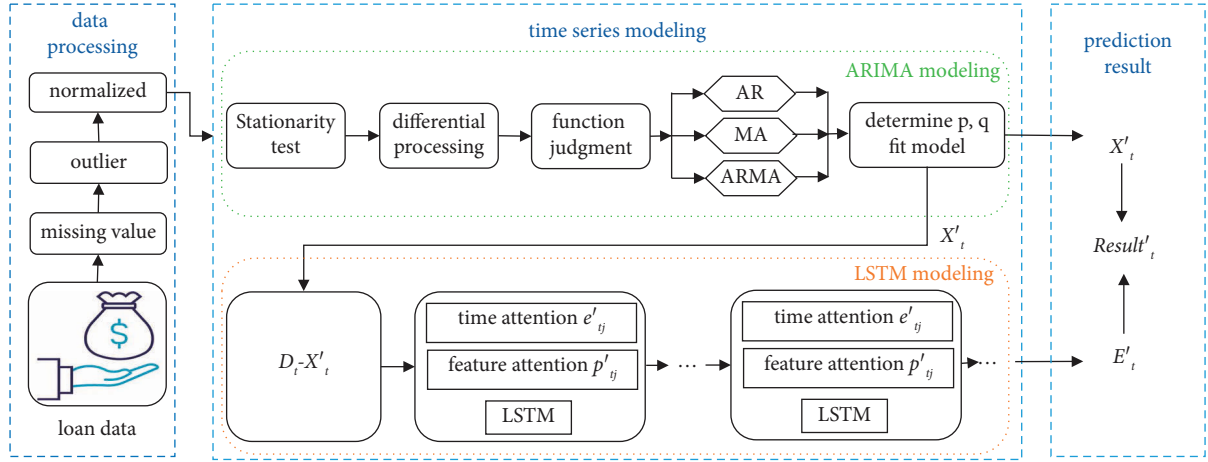 data
processing
normalized
outlier
missing value
$
loan data
time series modeling
ARIMA modeling
Stationarity
test
differential
processing
function
judgment
AR
MA
ARMA
determine p, q
fit model
X′t
LSTM modeling
Dt-X′t
time attention e′tj
feature attention p′tj
LSTM
...
time attention e′tj
feature attention p′tj
LSTM
...
prediction
result
X′t
Result′t
E′t